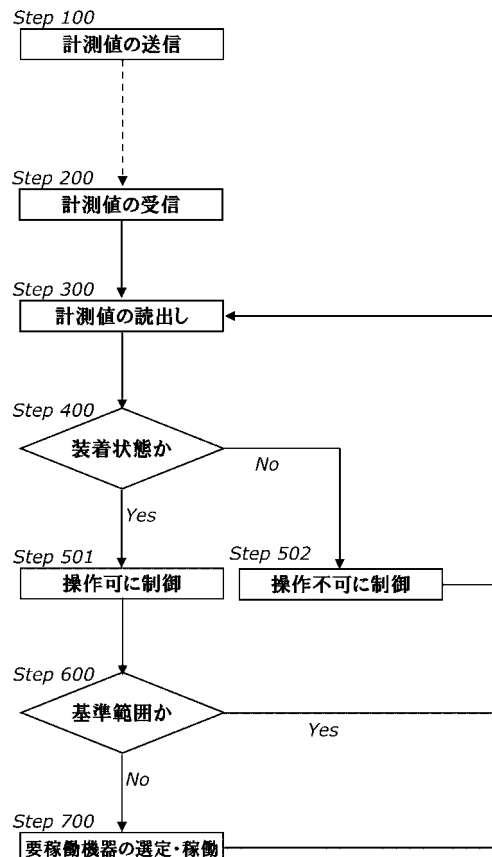 Step 100
計測値の送信
Step 200
計測値の受信
Step 300
計測値の読出し
Step 400
装着状態か
No
Yes
Step 501
操作可に制御
Step 502
操作不可に制御
Step 600
基準範囲か
Yes
No
Step 700
要稼働機器の選定・稼働